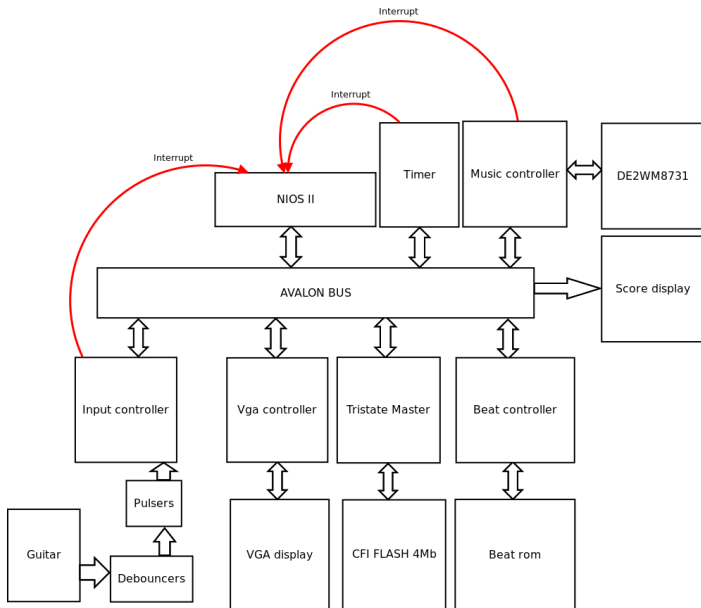 Interrupt
Interrupt
Interrupt
Timer
Music controller
DE2WM8731
NIOS II
AVALON BUS
Score display
Input controller
Vga controller
Tristate Master
Beat controller
Pulsers
Guitar
Debouncers
VGA display
CFI FLASH 4Mb
Beat rom